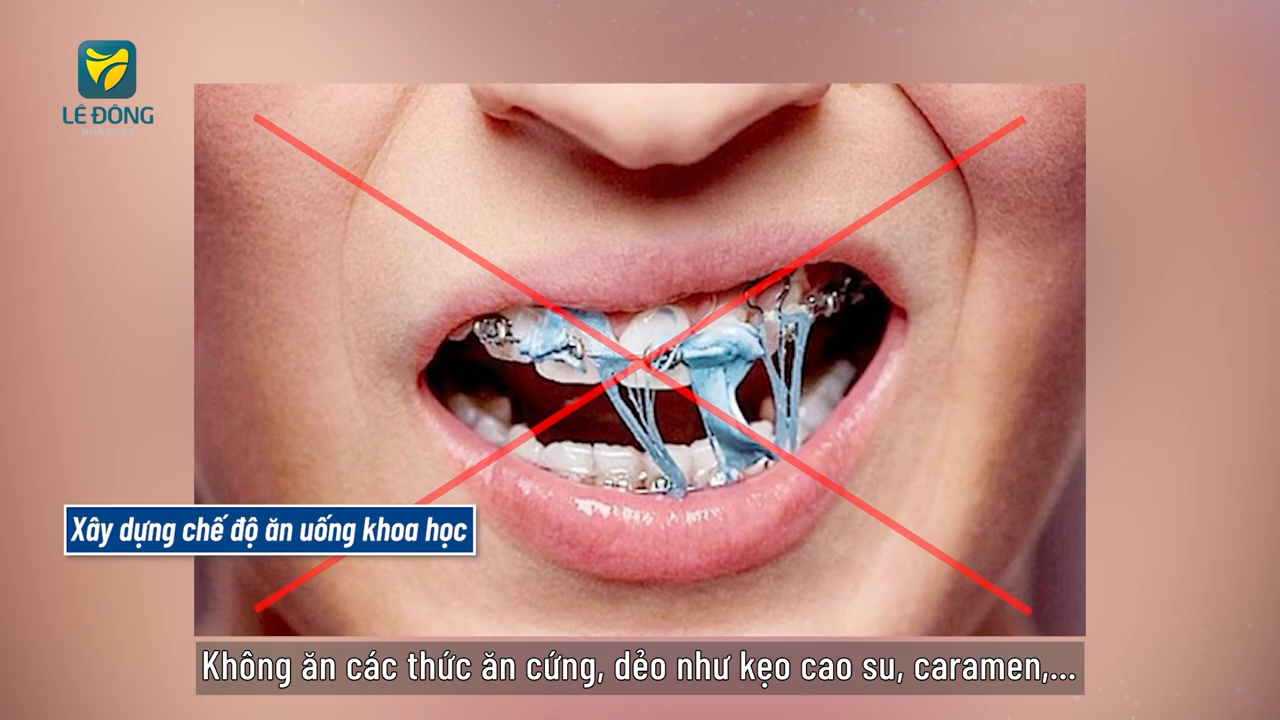 LÊ ĐÔNG
NHA KHOA
Xây dựng chế độ ăn uống khoa học
Không ăn các thức ăn cứng, dẻo như kẹo cao su, caramen,...